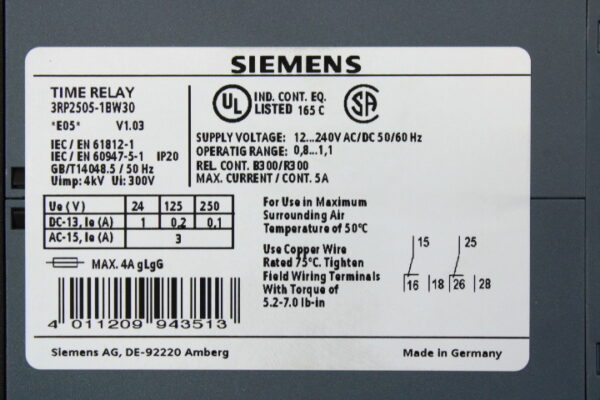 SIEMENS
TIME RELAY
3RP2505-1BW30
*E05* V1.03
IEC / EN 61812-1
IEC / EN 60947-5-1 IP20
GB/T14048.5 / 50 Hz
Uimp: 4kV Ui: 300V
UL
IND. CONT. EQ.
LISTED 165 C
SA
SUPPLY VOLTAGE: 12...240V AC/DC 50/60 Hz
OPERATIG RANGE: 0,8...1,1
REL. CONT. B300/R300
MAX. CURRENT / CONT. 5A
Ue (V) 24 125 250
DC-13, Ie (A) 1 0,2 0,1
AC-15, Ie (A) 3
MAX. 4A gLgG
4 011209 943513
For Use in Maximum
Surrounding Air
Temperature of 50°C
Use Copper Wire
Rated 75°C. Tighten
Field Wiring Terminals
With Torque of
5.2-7.0 lb-in
15 25
16 18 26 28
Siemens AG, DE-92220 Amberg
Made in Germany